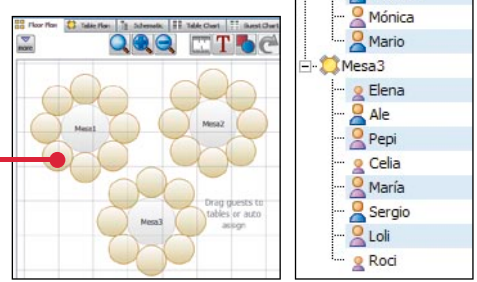 Floor Plan Table Plan Schematic Table Chart Guest Chart
more
T
Mesa1
Mesa2
Mesa3
Drag guests to
tables or auto
assign
Mónica
Mario
Mesa3
Elena
Ale
Pepi
Celia
María
Sergio
Loli
Roci